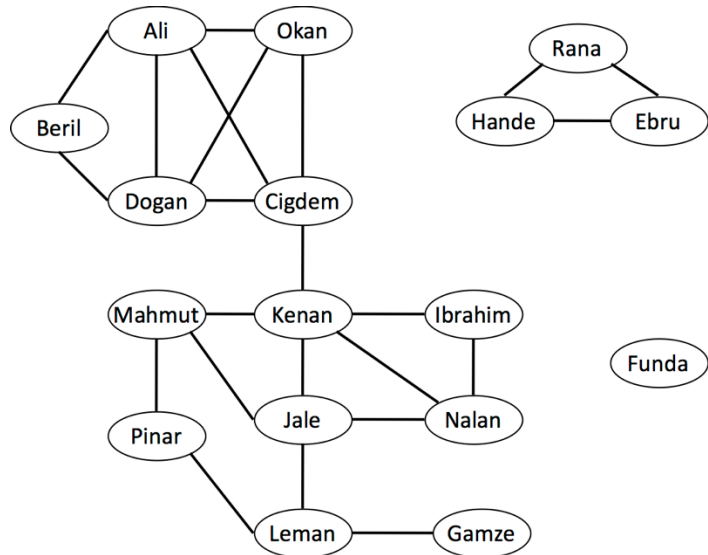 Ali
Okan
Rana
Beril
Hande
Ebru
Dogan
Cigdem
Mahmut
Kenan
Ibrahim
Funda
Pinar
Jale
Nalan
Leman
Gamze